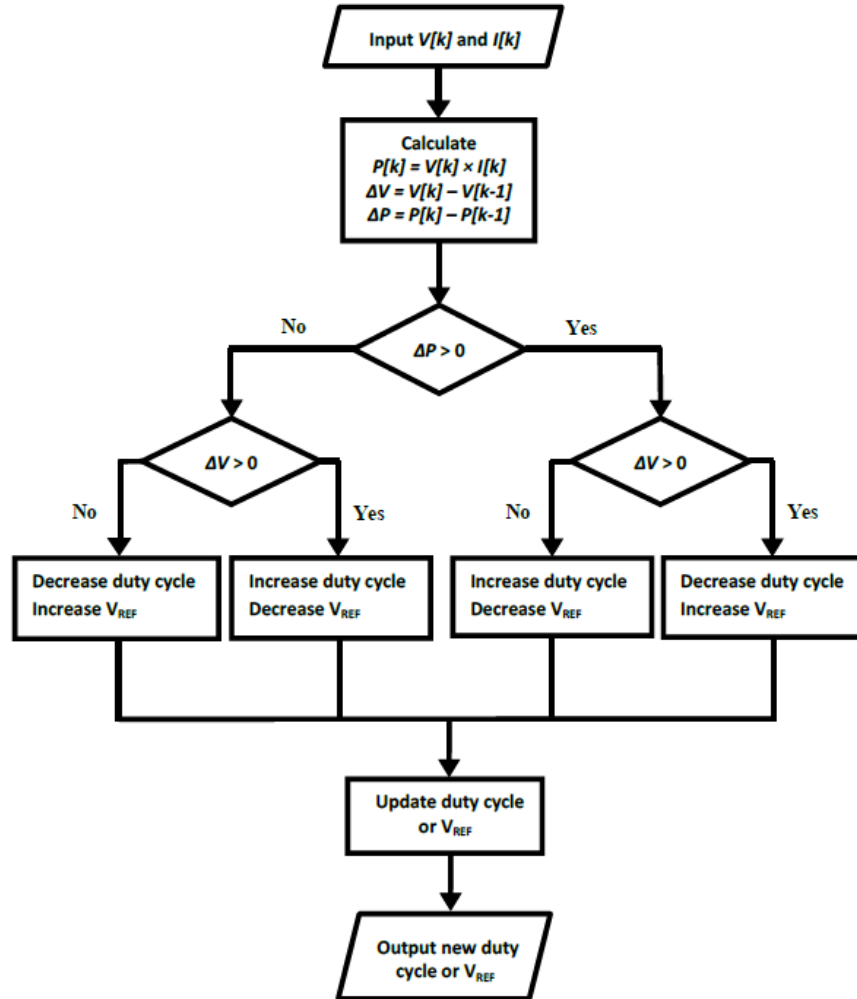 Input V[k] and I[k]
Calculate
P[k] = V[k] × I[k]
ΔV = V[k] – V[k-1]
ΔP = P[k] – P[k-1]
No
Yes
ΔP > 0
ΔV > 0
ΔV > 0
No
Yes
No
Yes
Decrease duty cycle
Increase VREF
Increase duty cycle
Decrease VREF
Increase duty cycle
Decrease VREF
Decrease duty cycle
Increase VREF
Update duty cycle
or VREF
Output new duty
cycle or VREF